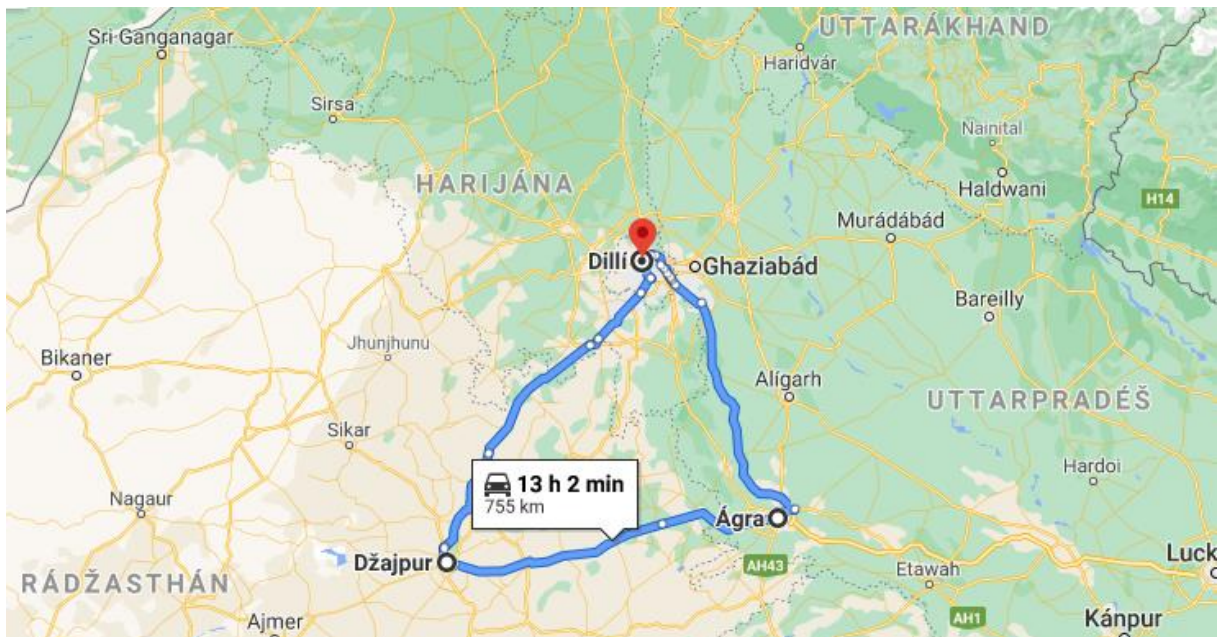 UTTARÁKHAND
Sri Ganganagar
Haridvár
Sirsa
Nainital
HARIJÁNA
Haldwani
H14
Murádábád
Dillí
Ghaziabád
Bareilly
Jhunjhunu
Bikaner
Alígarh
UTTARPRADÉŠ
Sikar
Hardoi
13 h 2 min
755 km
Nagaur
Ágra
Džajpur
Luck
AH43
Etawah
RÁDŽASTHÁN
Ajmer
AH1
Kánpur